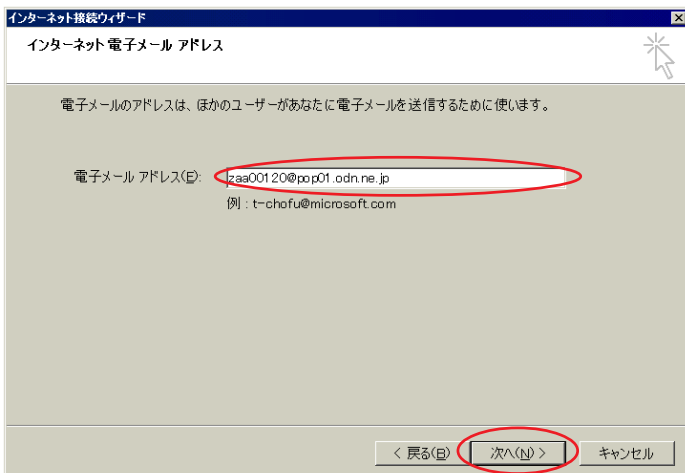 インターネット接続ウィザード
インターネット電子メール アドレス
電子メールのアドレスは、ほかのユーザーがあなたに電子メールを送信するために使います。
電子メール アドレス(E): zaa00120@pop01.odn.ne.jp
例 : t-chofu@microsoft.com
< 戻る(B) 次へ(N) > キャンセル